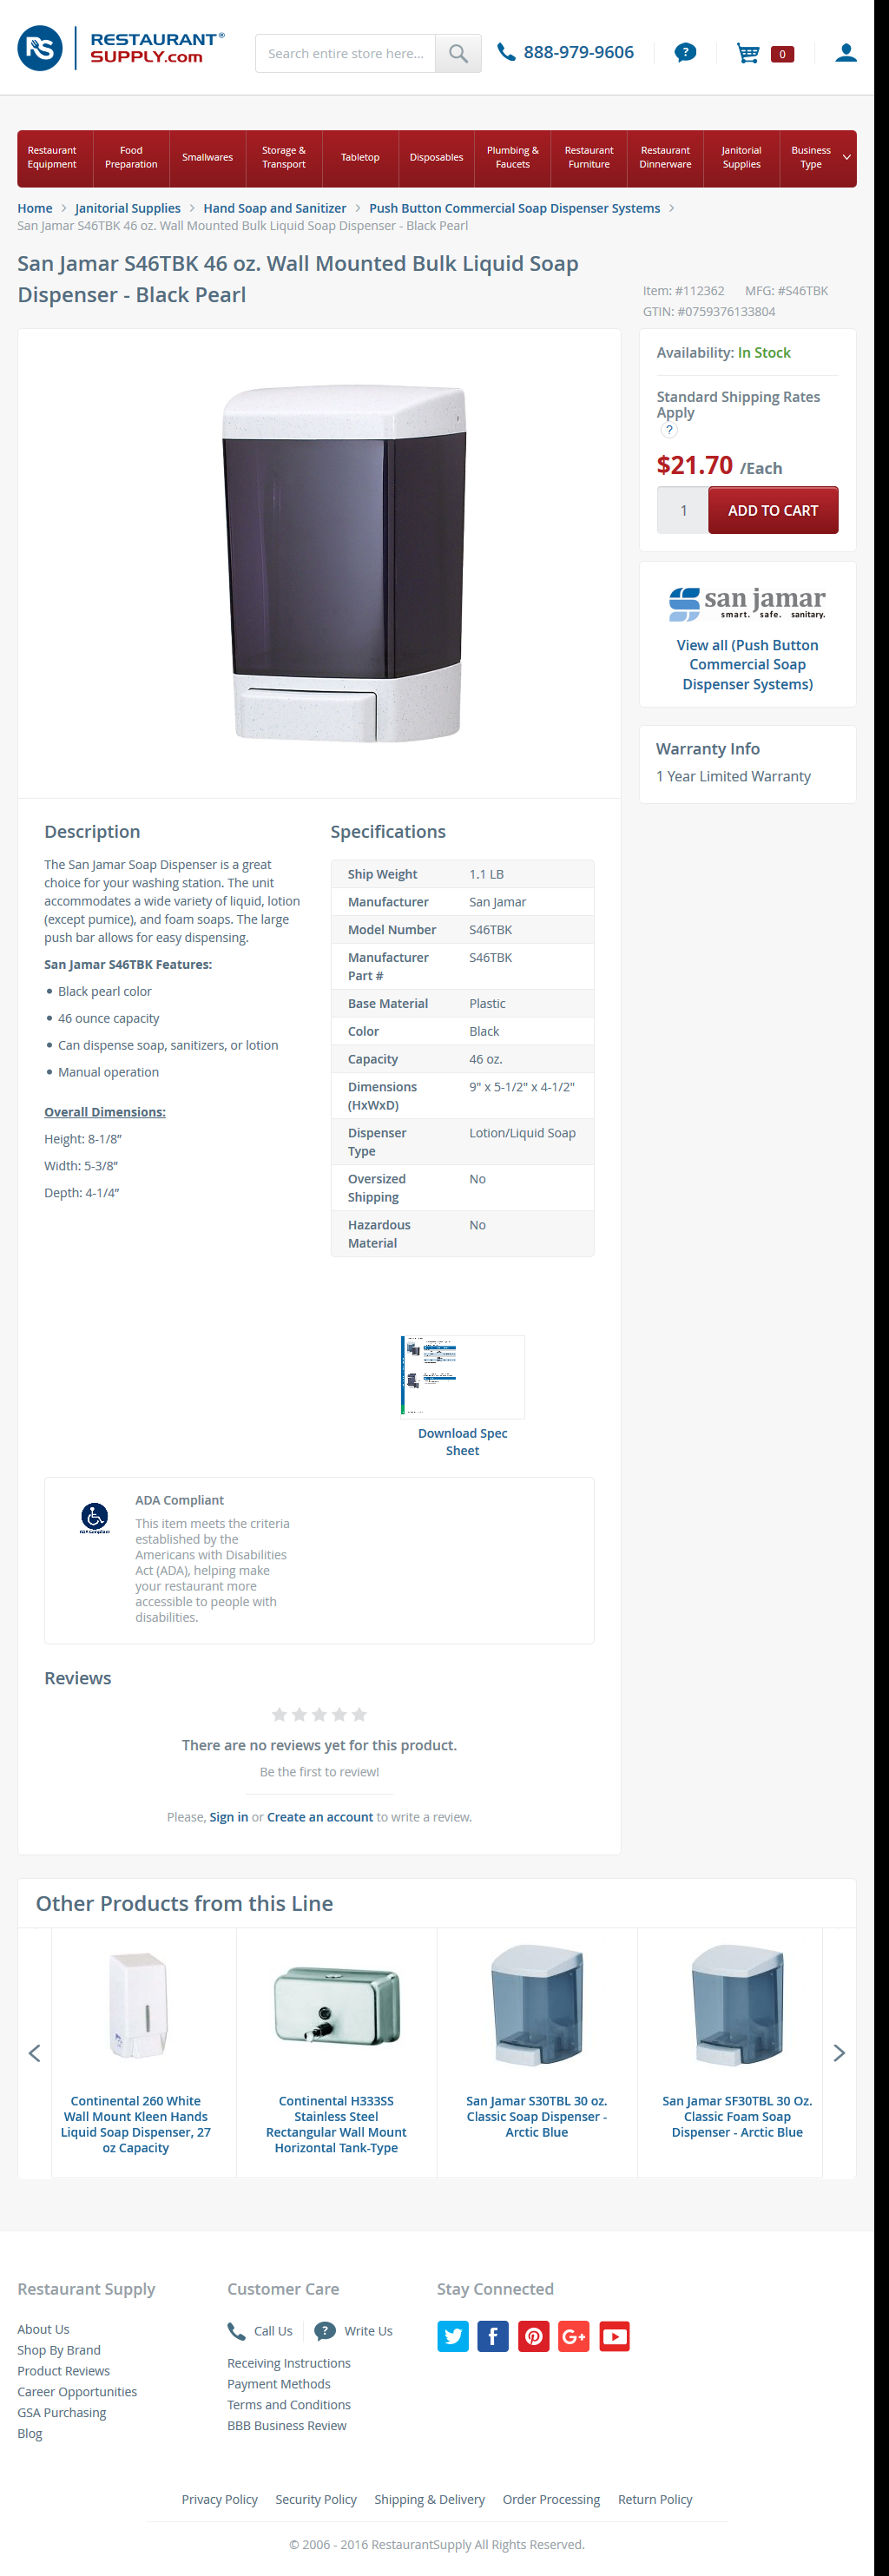 RS
RESTAURANT®
SUPPLY.com
Search entire store here...
888-979-9606
?
0
Restaurant
Equipment
Food
Preparation
Smallwares
Storage &
Transport
Tabletop
Disposables
Plumbing &
Faucets
Restaurant
Furniture
Restaurant
Dinnerware
Janitorial
Supplies
Business
Type
Home > Janitorial Supplies > Hand Soap and Sanitizer > Push Button Commercial Soap Dispenser Systems >
San Jamar S46TBK 46 oz. Wall Mounted Bulk Liquid Soap Dispenser - Black Pearl
San Jamar S46TBK 46 oz. Wall Mounted Bulk Liquid Soap
Dispenser - Black Pearl
Item: #112362 MFG: #S46TBK
GTIN: #0759376133804
Availability: In Stock
Standard Shipping Rates
Apply
?
$21.70 /Each
1
ADD TO CART
san jamar
smart. safe. sanitary.
View all (Push Button
Commercial Soap
Dispenser Systems)
Warranty Info
1 Year Limited Warranty
Description
The San Jamar Soap Dispenser is a great
choice for your washing station. The unit
accommodates a wide variety of liquid, lotion
(except pumice), and foam soaps. The large
push bar allows for easy dispensing.
San Jamar S46TBK Features:
• Black pearl color
• 46 ounce capacity
• Can dispense soap, sanitizers, or lotion
• Manual operation
Overall Dimensions:
Height: 8-1/8”
Width: 5-3/8”
Depth: 4-1/4”
Specifications
Ship Weight 1.1 LB
Manufacturer San Jamar
Model Number S46TBK
Manufacturer S46TBK
Part #
Base Material Plastic
Color Black
Capacity 46 oz.
Dimensions 9" x 5-1/2" x 4-1/2"
(HxWxD)
Dispenser Lotion/Liquid Soap
Type
Oversized No
Shipping
Hazardous No
Material
Download Spec
Sheet
ADA Compliant
This item meets the criteria
established by the
Americans with Disabilities
Act (ADA), helping make
your restaurant more
accessible to people with
disabilities.
Reviews
There are no reviews yet for this product.
Be the first to review!
Please, Sign in or Create an account to write a review.
Other Products from this Line
Continental 260 White
Wall Mount Kleen Hands
Liquid Soap Dispenser, 27
oz Capacity
Continental H333SS
Stainless Steel
Rectangular Wall Mount
Horizontal Tank-Type
San Jamar S30TBL 30 oz.
Classic Soap Dispenser -
Arctic Blue
San Jamar SF30TBL 30 Oz.
Classic Foam Soap
Dispenser - Arctic Blue
Restaurant Supply
About Us
Shop By Brand
Product Reviews
Career Opportunities
GSA Purchasing
Blog
Customer Care
Call Us
? Write Us
Receiving Instructions
Payment Methods
Terms and Conditions
BBB Business Review
Stay Connected
f
G+
Privacy Policy Security Policy Shipping & Delivery Order Processing Return Policy
© 2006 - 2016 RestaurantSupply All Rights Reserved.